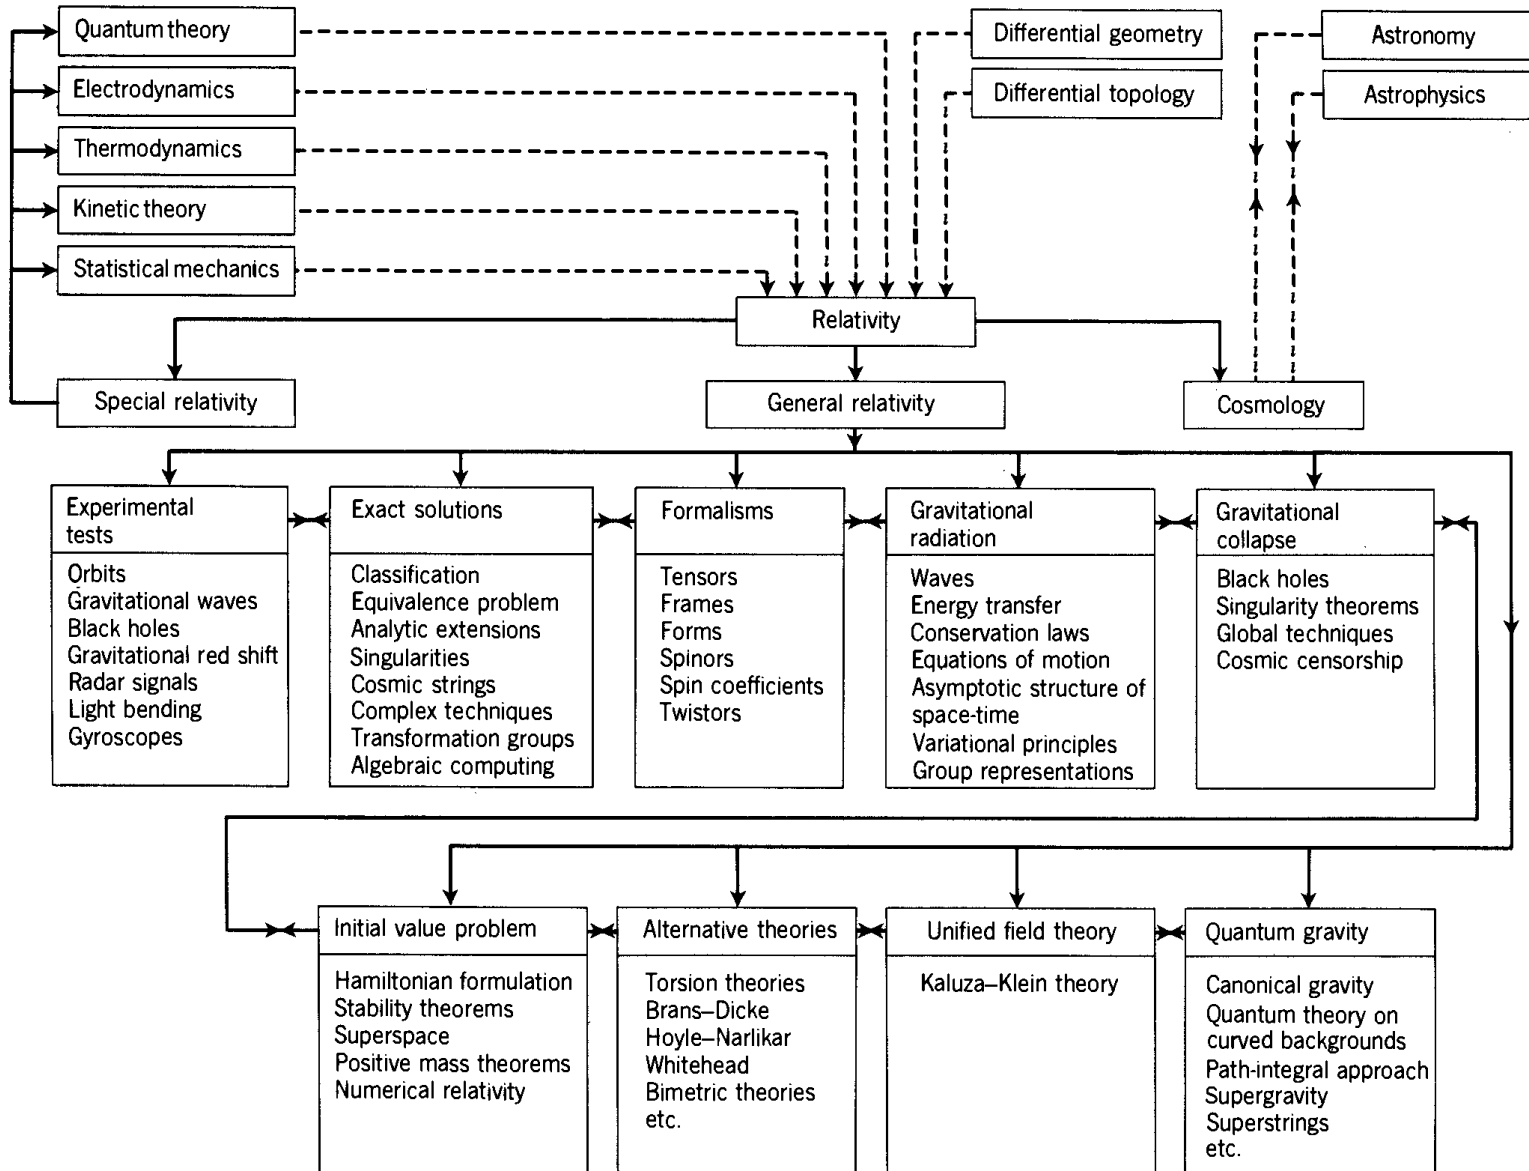 Quantum theory
Electrodynamics
Thermodynamics
Kinetic theory
Statistical mechanics
Differential geometry
Differential topology
Astronomy
Astrophysics
Relativity
Special relativity
General relativity
Cosmology
Experimental
tests
Orbits
Gravitational waves
Black holes
Gravitational red shift
Radar signals
Light bending
Gyroscopes
Exact solutions
Classification
Equivalence problem
Analytic extensions
Singularities
Cosmic strings
Complex techniques
Transformation groups
Algebraic computing
Formalisms
Tensors
Frames
Forms
Spinors
Spin coefficients
Twistors
Gravitational
radiation
Waves
Energy transfer
Conservation laws
Equations of motion
Asymptotic structure of
space-time
Variational principles
Group representations
Gravitational
collapse
Black holes
Singularity theorems
Global techniques
Cosmic censorship
Initial value problem
Hamiltonian formulation
Stability theorems
Superspace
Positive mass theorems
Numerical relativity
Alternative theories
Torsion theories
Brans–Dicke
Hoyle–Narlikar
Whitehead
Bimetric theories
etc.
Unified field theory
Kaluza–Klein theory
Quantum gravity
Canonical gravity
Quantum theory on
curved backgrounds
Path-integral approach
Supergravity
Superstrings
etc.